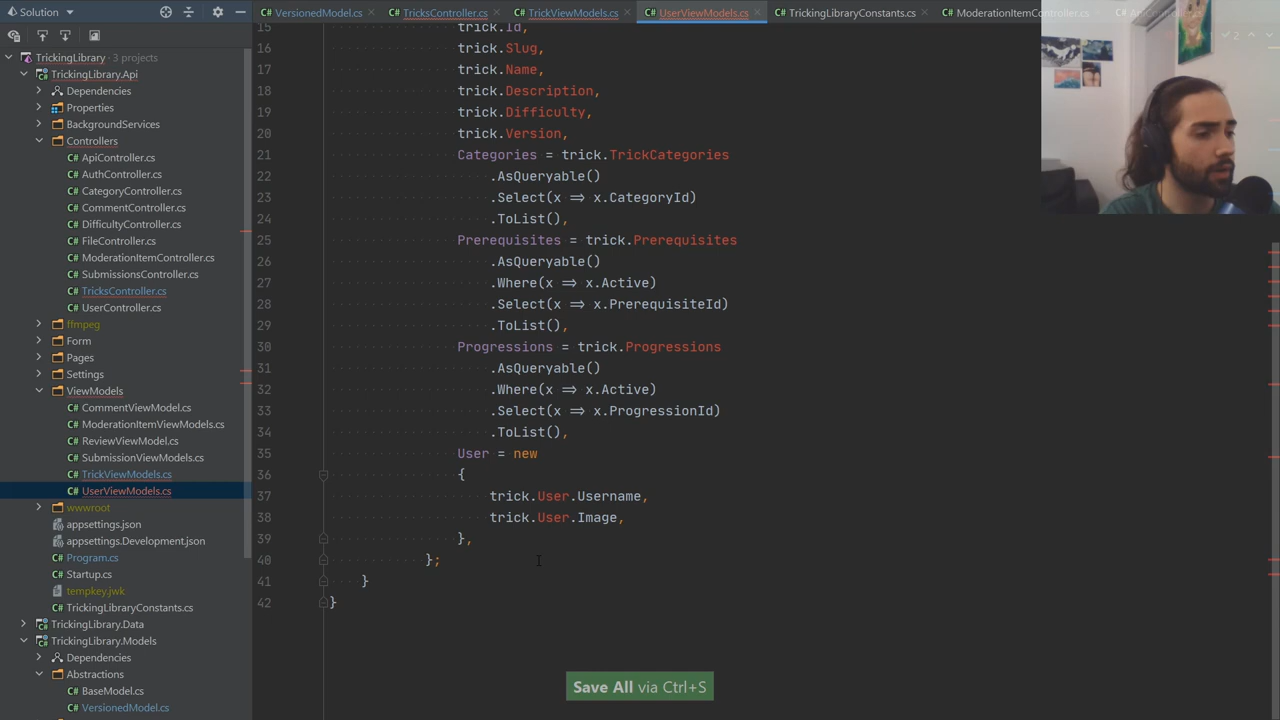 Solution
VersionedModel.cs
TricksController.cs
TrickViewModels.cs
UserViewModels.cs
TrickingLibraryConstants.cs
ModerationItemController.cs
TrickingLibrary · 3 projects
TrickingLibrary.Api
Dependencies
Properties
BackgroundServices
Controllers
ApiController.cs
AuthController.cs
CategoryController.cs
CommentController.cs
DifficultyController.cs
FileController.cs
ModerationItemController.cs
SubmissionsController.cs
TricksController.cs
UserController.cs
ffmpeg
Form
Pages
Settings
ViewModels
CommentViewModel.cs
ModerationItemViewModels.cs
ReviewViewModel.cs
SubmissionViewModels.cs
TrickViewModels.cs
UserViewModels.cs
wwwroot
appsettings.json
appsettings.Development.json
Program.cs
Startup.cs
tempkey.jwk
TrickingLibraryConstants.cs
TrickingLibrary.Data
TrickingLibrary.Models
Dependencies
Abstractions
BaseModel.cs
VersionedModel.cs
15 trick.Id,
16 trick.Slug,
17 trick.Name,
18 trick.Description,
19 trick.Difficulty,
20 trick.Version,
21 Categories = trick.TrickCategories
22 .AsQueryable()
23 .Select(x => x.CategoryId)
24 .ToList(),
25 Prerequisites = trick.Prerequisites
26 .AsQueryable()
27 .Where(x => x.Active)
28 .Select(x => x.PrerequisiteId)
29 .ToList(),
30 Progressions = trick.Progressions
31 .AsQueryable()
32 .Where(x => x.Active)
33 .Select(x => x.ProgressionId)
34 .ToList(),
35 User = new
36 {
37 trick.User.Username,
38 trick.User.Image,
39 },
40 };
41 }
42 }
Save All via Ctrl+S